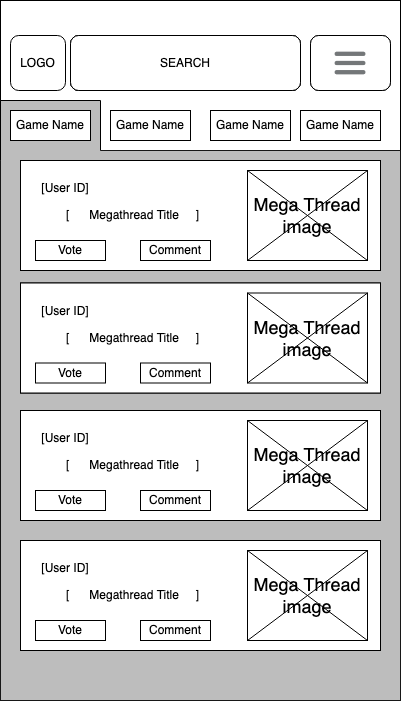 LOGO SEARCH
Game Name Game Name Game Name Game Name
[User ID]
[ Megathread Title ]
Vote Comment
Mega Thread
image
[User ID]
[ Megathread Title ]
Vote Comment
Mega Thread
image
[User ID]
[ Megathread Title ]
Vote Comment
Mega Thread
image
[User ID]
[ Megathread Title ]
Vote Comment
Mega Thread
image